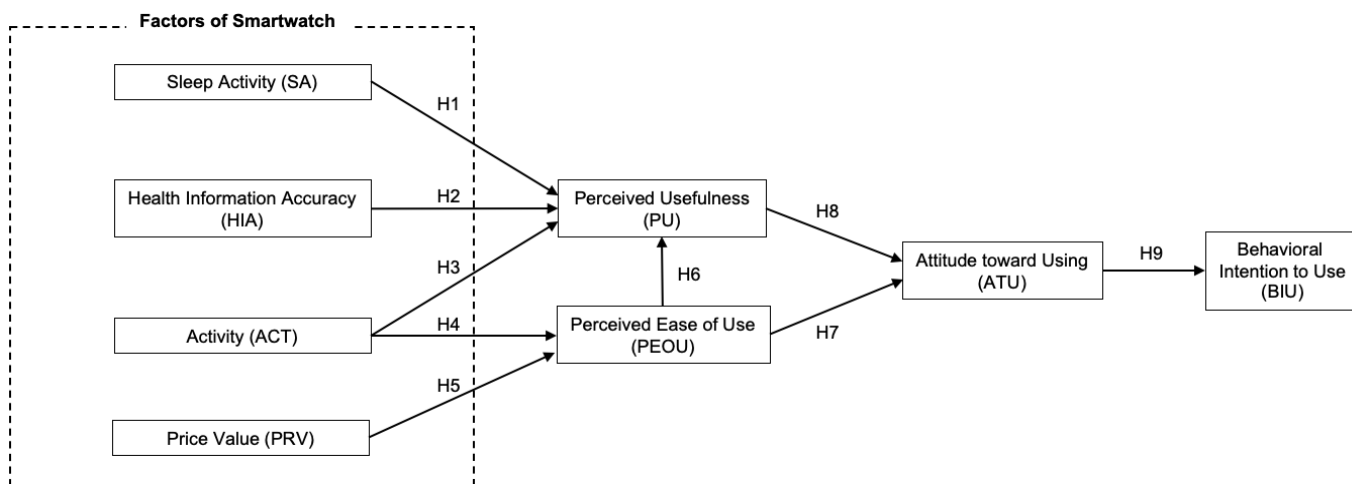 Factors of Smartwatch
Sleep Activity (SA)
H1
Health Information Accuracy
(HIA)
H2
Perceived Usefulness
(PU)
H8
H3
H6
Attitude toward Using
(ATU)
H9
Behavioral
Intention to Use
(BIU)
Activity (ACT)
H4
Perceived Ease of Use
(PEOU)
H7
H5
Price Value (PRV)